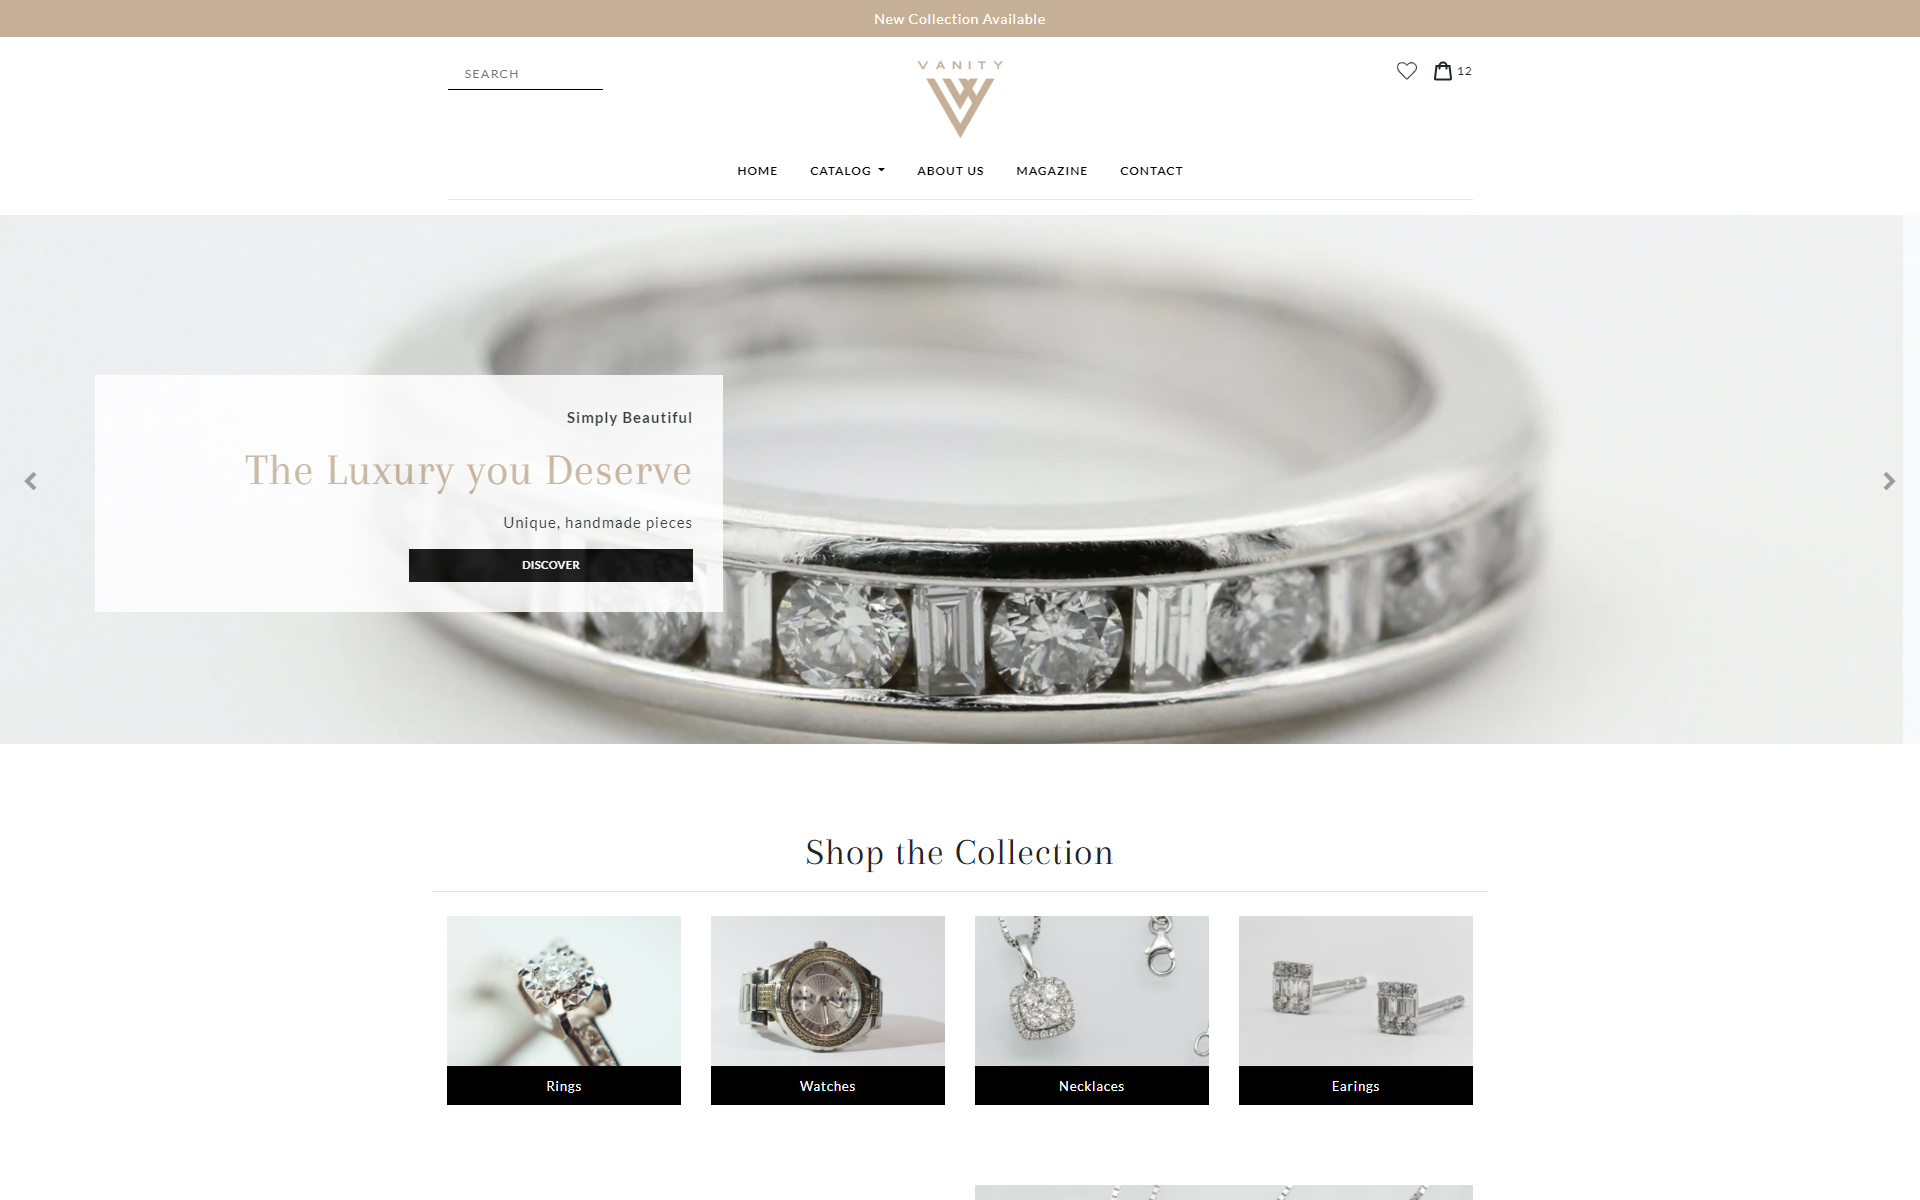 New Collection Available
SEARCH
VANITY
12
HOME CATALOG ABOUT US MAGAZINE CONTACT
Simply Beautiful
The Luxury you Deserve
Unique, handmade pieces
DISCOVER
Shop the Collection
Rings Watches Necklaces Earings